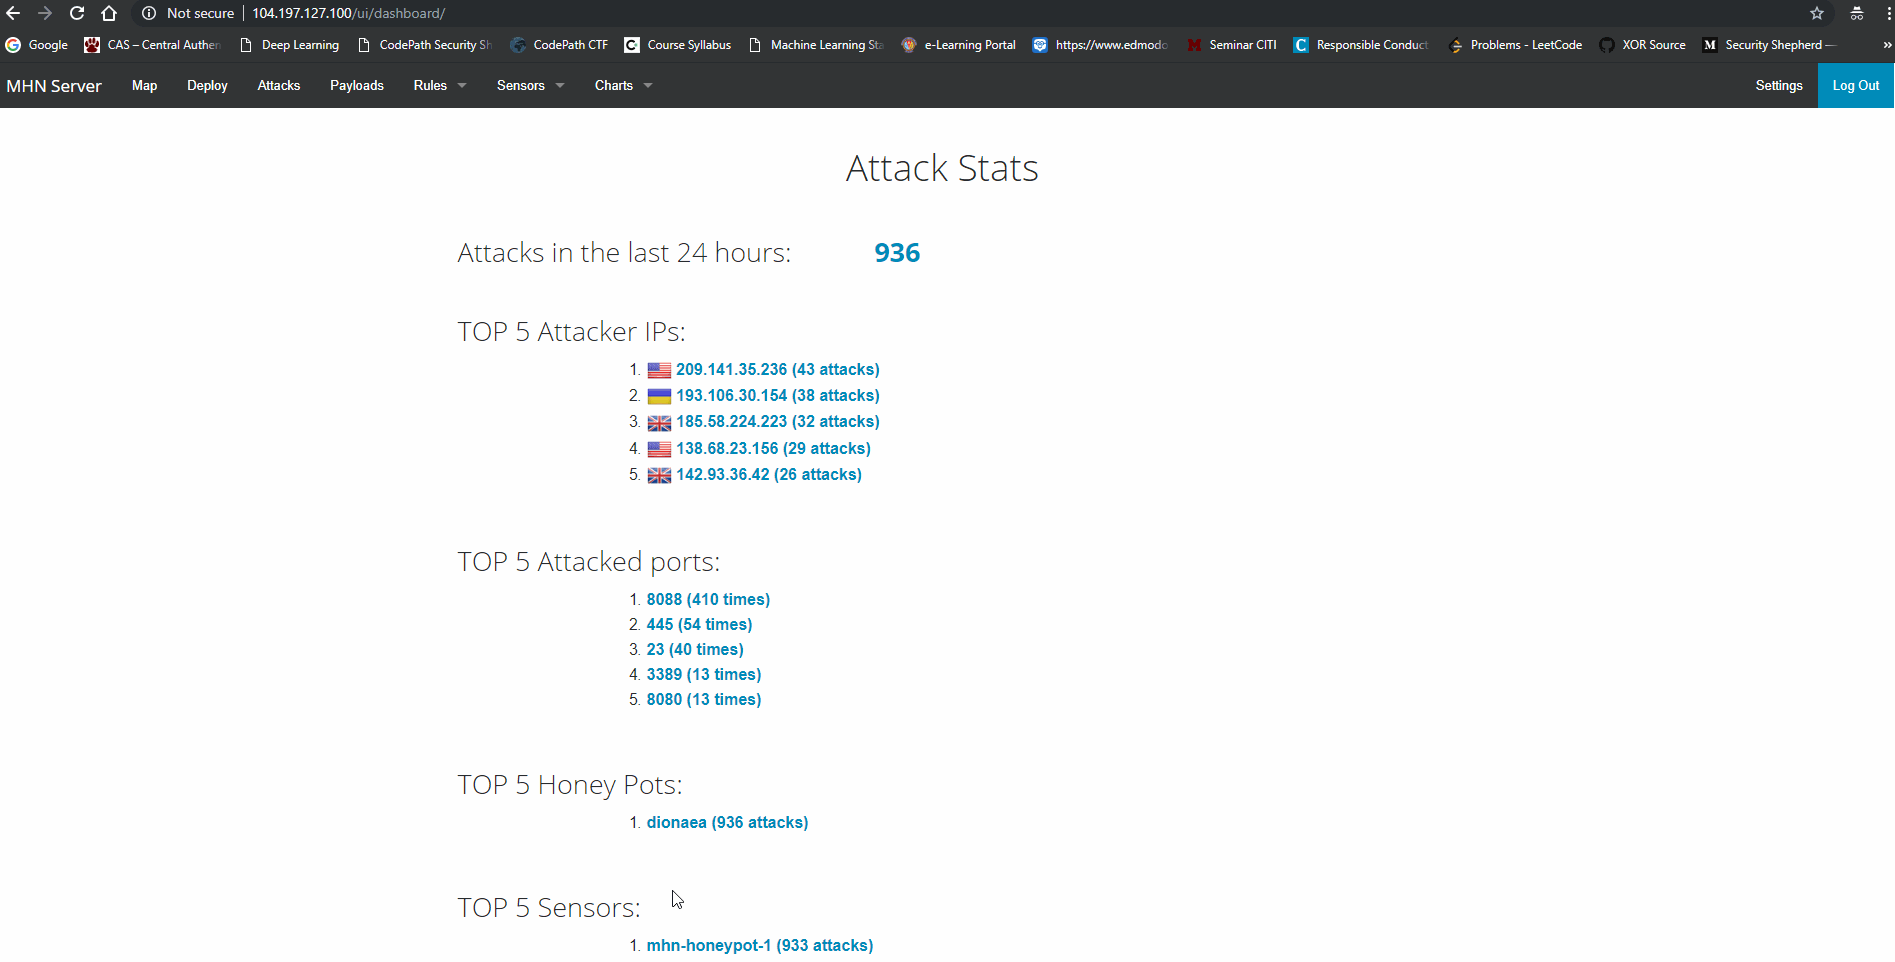 Not secure 104.197.127.100/ui/dashboard/
Google CAS – Central Authen Deep Learning CodePath Security Sh CodePath CTF Course Syllabus Machine Learning Sta e-Learning Portal https://www.edmodo Seminar CITI Responsible Conduct Problems - LeetCode XOR Source Security Shepherd — »
MHN Server Map Deploy Attacks Payloads Rules Sensors Charts Settings Log Out
Attack Stats
Attacks in the last 24 hours: 936
TOP 5 Attacker IPs:
1. 209.141.35.236 (43 attacks)
2. 193.106.30.154 (38 attacks)
3. 185.58.224.223 (32 attacks)
4. 138.68.23.156 (29 attacks)
5. 142.93.36.42 (26 attacks)
TOP 5 Attacked ports:
1. 8088 (410 times)
2. 445 (54 times)
3. 23 (40 times)
4. 3389 (13 times)
5. 8080 (13 times)
TOP 5 Honey Pots:
1. dionaea (936 attacks)
TOP 5 Sensors:
1. mhn-honeypot-1 (933 attacks)